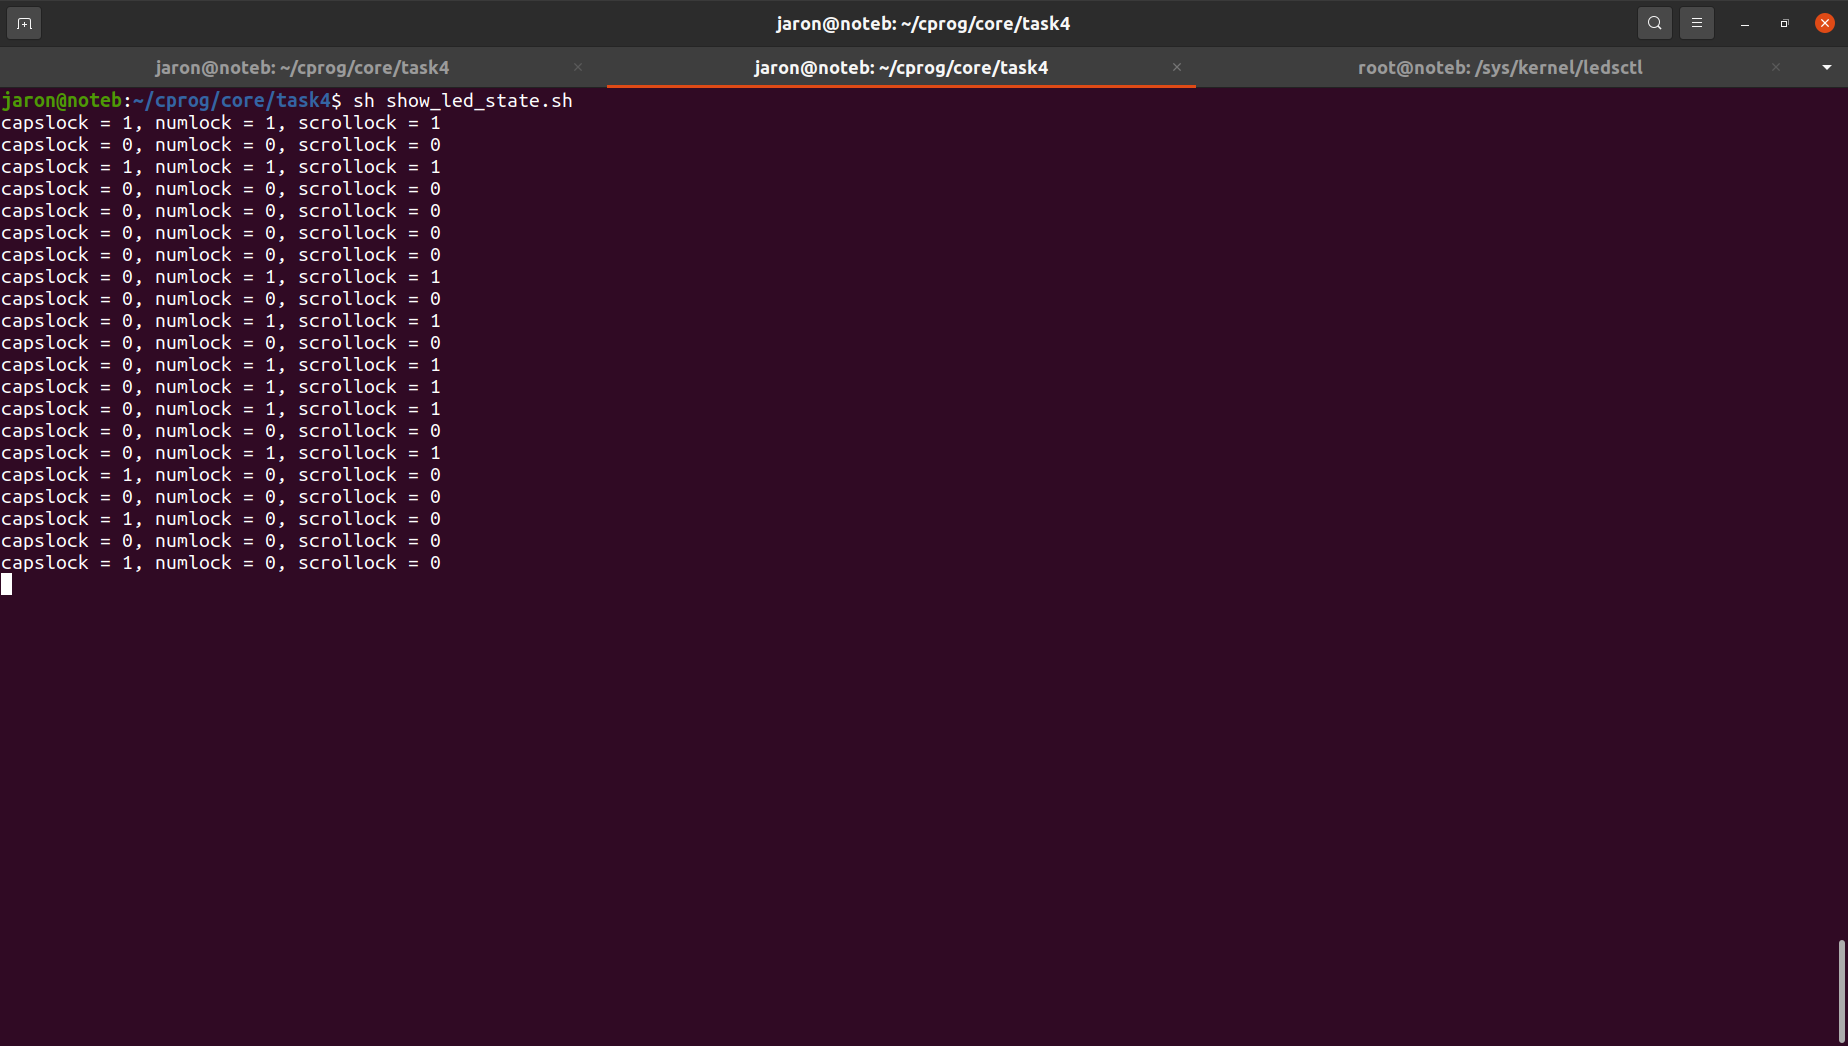 jaron@noteb: ~/cprog/core/task4
jaron@noteb: ~/cprog/core/task4 jaron@noteb: ~/cprog/core/task4 root@noteb: /sys/kernel/ledsctl
jaron@noteb:~/cprog/core/task4$ sh show_led_state.sh
capslock = 1, numlock = 1, scrollock = 1
capslock = 0, numlock = 0, scrollock = 0
capslock = 1, numlock = 1, scrollock = 1
capslock = 0, numlock = 0, scrollock = 0
capslock = 0, numlock = 0, scrollock = 0
capslock = 0, numlock = 0, scrollock = 0
capslock = 0, numlock = 0, scrollock = 0
capslock = 0, numlock = 1, scrollock = 1
capslock = 0, numlock = 0, scrollock = 0
capslock = 0, numlock = 1, scrollock = 1
capslock = 0, numlock = 0, scrollock = 0
capslock = 0, numlock = 1, scrollock = 1
capslock = 0, numlock = 1, scrollock = 1
capslock = 0, numlock = 1, scrollock = 1
capslock = 0, numlock = 0, scrollock = 0
capslock = 0, numlock = 1, scrollock = 1
capslock = 1, numlock = 0, scrollock = 0
capslock = 0, numlock = 0, scrollock = 0
capslock = 1, numlock = 0, scrollock = 0
capslock = 0, numlock = 0, scrollock = 0
capslock = 1, numlock = 0, scrollock = 0